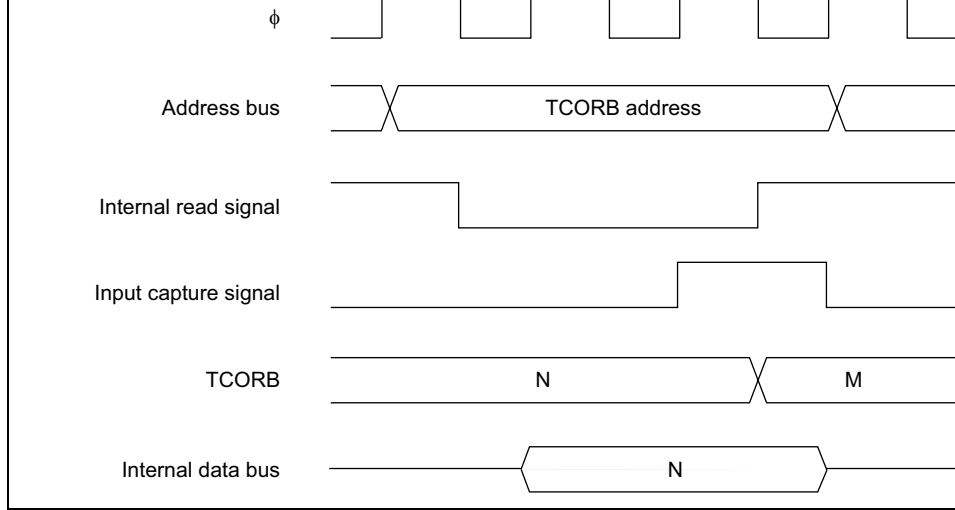 ϕ
Address bus TCORB address
Internal read signal
Input capture signal
TCORB N M
Internal data bus N